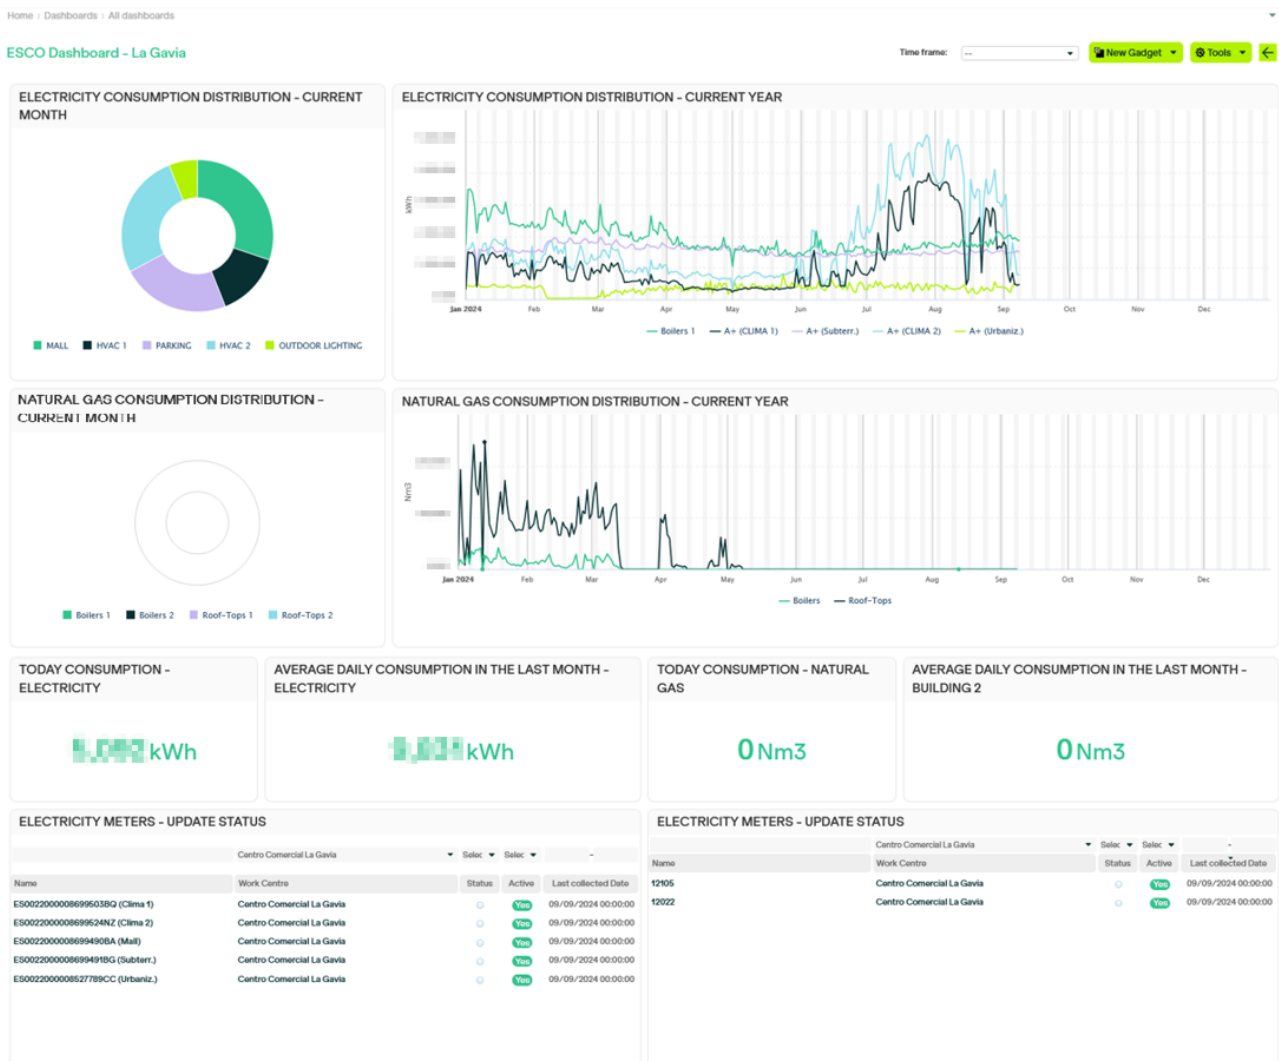 Home › Dashboards › All dashboards
ESCO Dashboard - La Gavia
Time frame: -- New Gadget Tools
ELECTRICITY CONSUMPTION DISTRIBUTION - CURRENT
MONTH
MALL HVAC 1 PARKING HVAC 2 OUTDOOR LIGHTING
ELECTRICITY CONSUMPTION DISTRIBUTION - CURRENT YEAR
kWh
Jan 2024 Feb Mar Apr May Jun Jul Aug Sep Oct Nov Dec
Boilers 1 A+ (CLIMA 1) A+ (Subterr.) A+ (CLIMA 2) A+ (Urbaniz.)
NATURAL GAS CONSUMPTION DISTRIBUTION -
CURRENT MONTH
Boilers 1 Boilers 2 Roof-Tops 1 Roof-Tops 2
NATURAL GAS CONSUMPTION DISTRIBUTION - CURRENT YEAR
Nm3
Jan 2024 Feb Mar Apr May Jun Jul Aug Sep Oct Nov Dec
Boilers Roof-Tops
TODAY CONSUMPTION -
ELECTRICITY
kWh
AVERAGE DAILY CONSUMPTION IN THE LAST MONTH -
ELECTRICITY
kWh
TODAY CONSUMPTION - NATURAL
GAS
0 Nm3
AVERAGE DAILY CONSUMPTION IN THE LAST MONTH -
BUILDING 2
0 Nm3
ELECTRICITY METERS - UPDATE STATUS
Centro Comercial La Gavia Selec Selec -
Name Work Centre Status Active Last collected Date
ES0022000008699503BQ (Clima 1) Centro Comercial La Gavia Yes 09/09/2024 00:00:00
ES0022000008699524NZ (Clima 2) Centro Comercial La Gavia Yes 09/09/2024 00:00:00
ES0022000008699490BA (Mall) Centro Comercial La Gavia Yes 09/09/2024 00:00:00
ES0022000008699491BG (Subterr.) Centro Comercial La Gavia Yes 09/09/2024 00:00:00
ES0022000008527789CC (Urbaniz.) Centro Comercial La Gavia Yes 09/09/2024 00:00:00
ELECTRICITY METERS - UPDATE STATUS
Centro Comercial La Gavia Selec Selec -
Name Work Centre Status Active Last collected Date
12105 Centro Comercial La Gavia Yes 09/09/2024 00:00:00
12022 Centro Comercial La Gavia Yes 09/09/2024 00:00:00